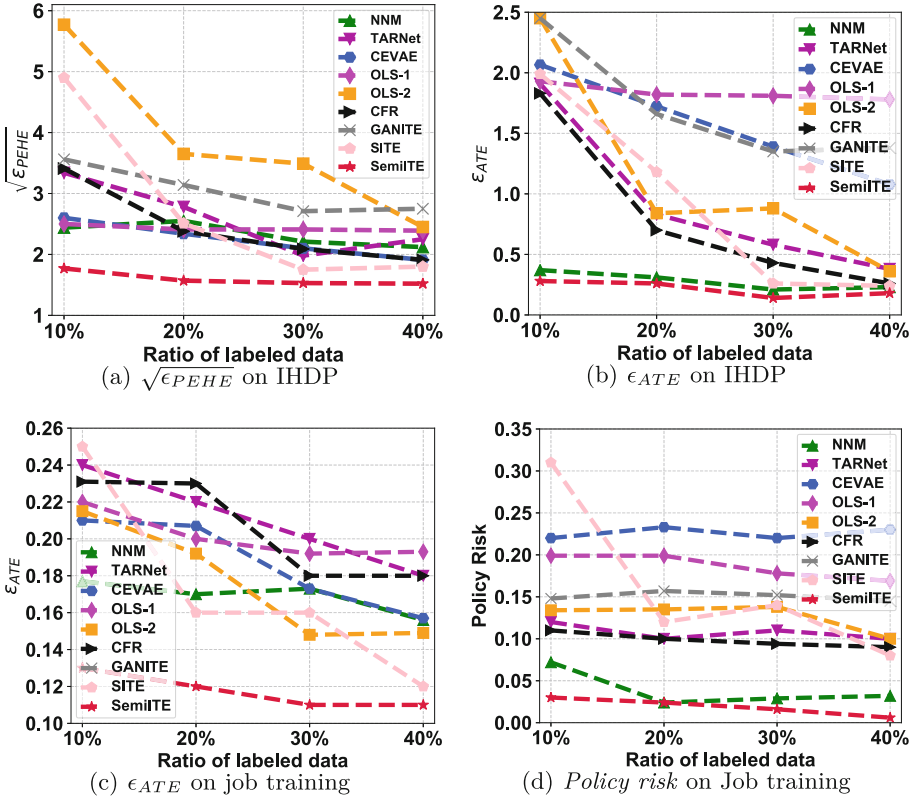 6
5
4
3
2
1
√ε_PEHE
NNM
TARNet
CEVAE
OLS-1
OLS-2
CFR
GANITE
SITE
SemiITE
10% 20% 30% 40%
Ratio of labeled data
(a) √ϵ_PEHE on IHDP
2.5
2.0
1.5
1.0
0.5
0.0
ε_ATE
NNM
TARNet
CEVAE
OLS-1
OLS-2
CFR
GANITE
SITE
SemiITE
10% 20% 30% 40%
Ratio of labeled data
(b) ϵ_ATE on IHDP
0.26
0.24
0.22
0.20
0.18
0.16
0.14
0.12
0.10
ε_ATE
NNM
TARNet
CEVAE
OLS-1
OLS-2
CFR
GANITE
SITE
SemiITE
10% 20% 30% 40%
Ratio of labeled data
(c) ϵ_ATE on job training
0.35
0.30
0.25
0.20
0.15
0.10
0.05
0.00
Policy Risk
NNM
TARNet
CEVAE
OLS-1
OLS-2
CFR
GANITE
SITE
SemiITE
10% 20% 30% 40%
Ratio of labeled data
(d) Policy risk on Job training